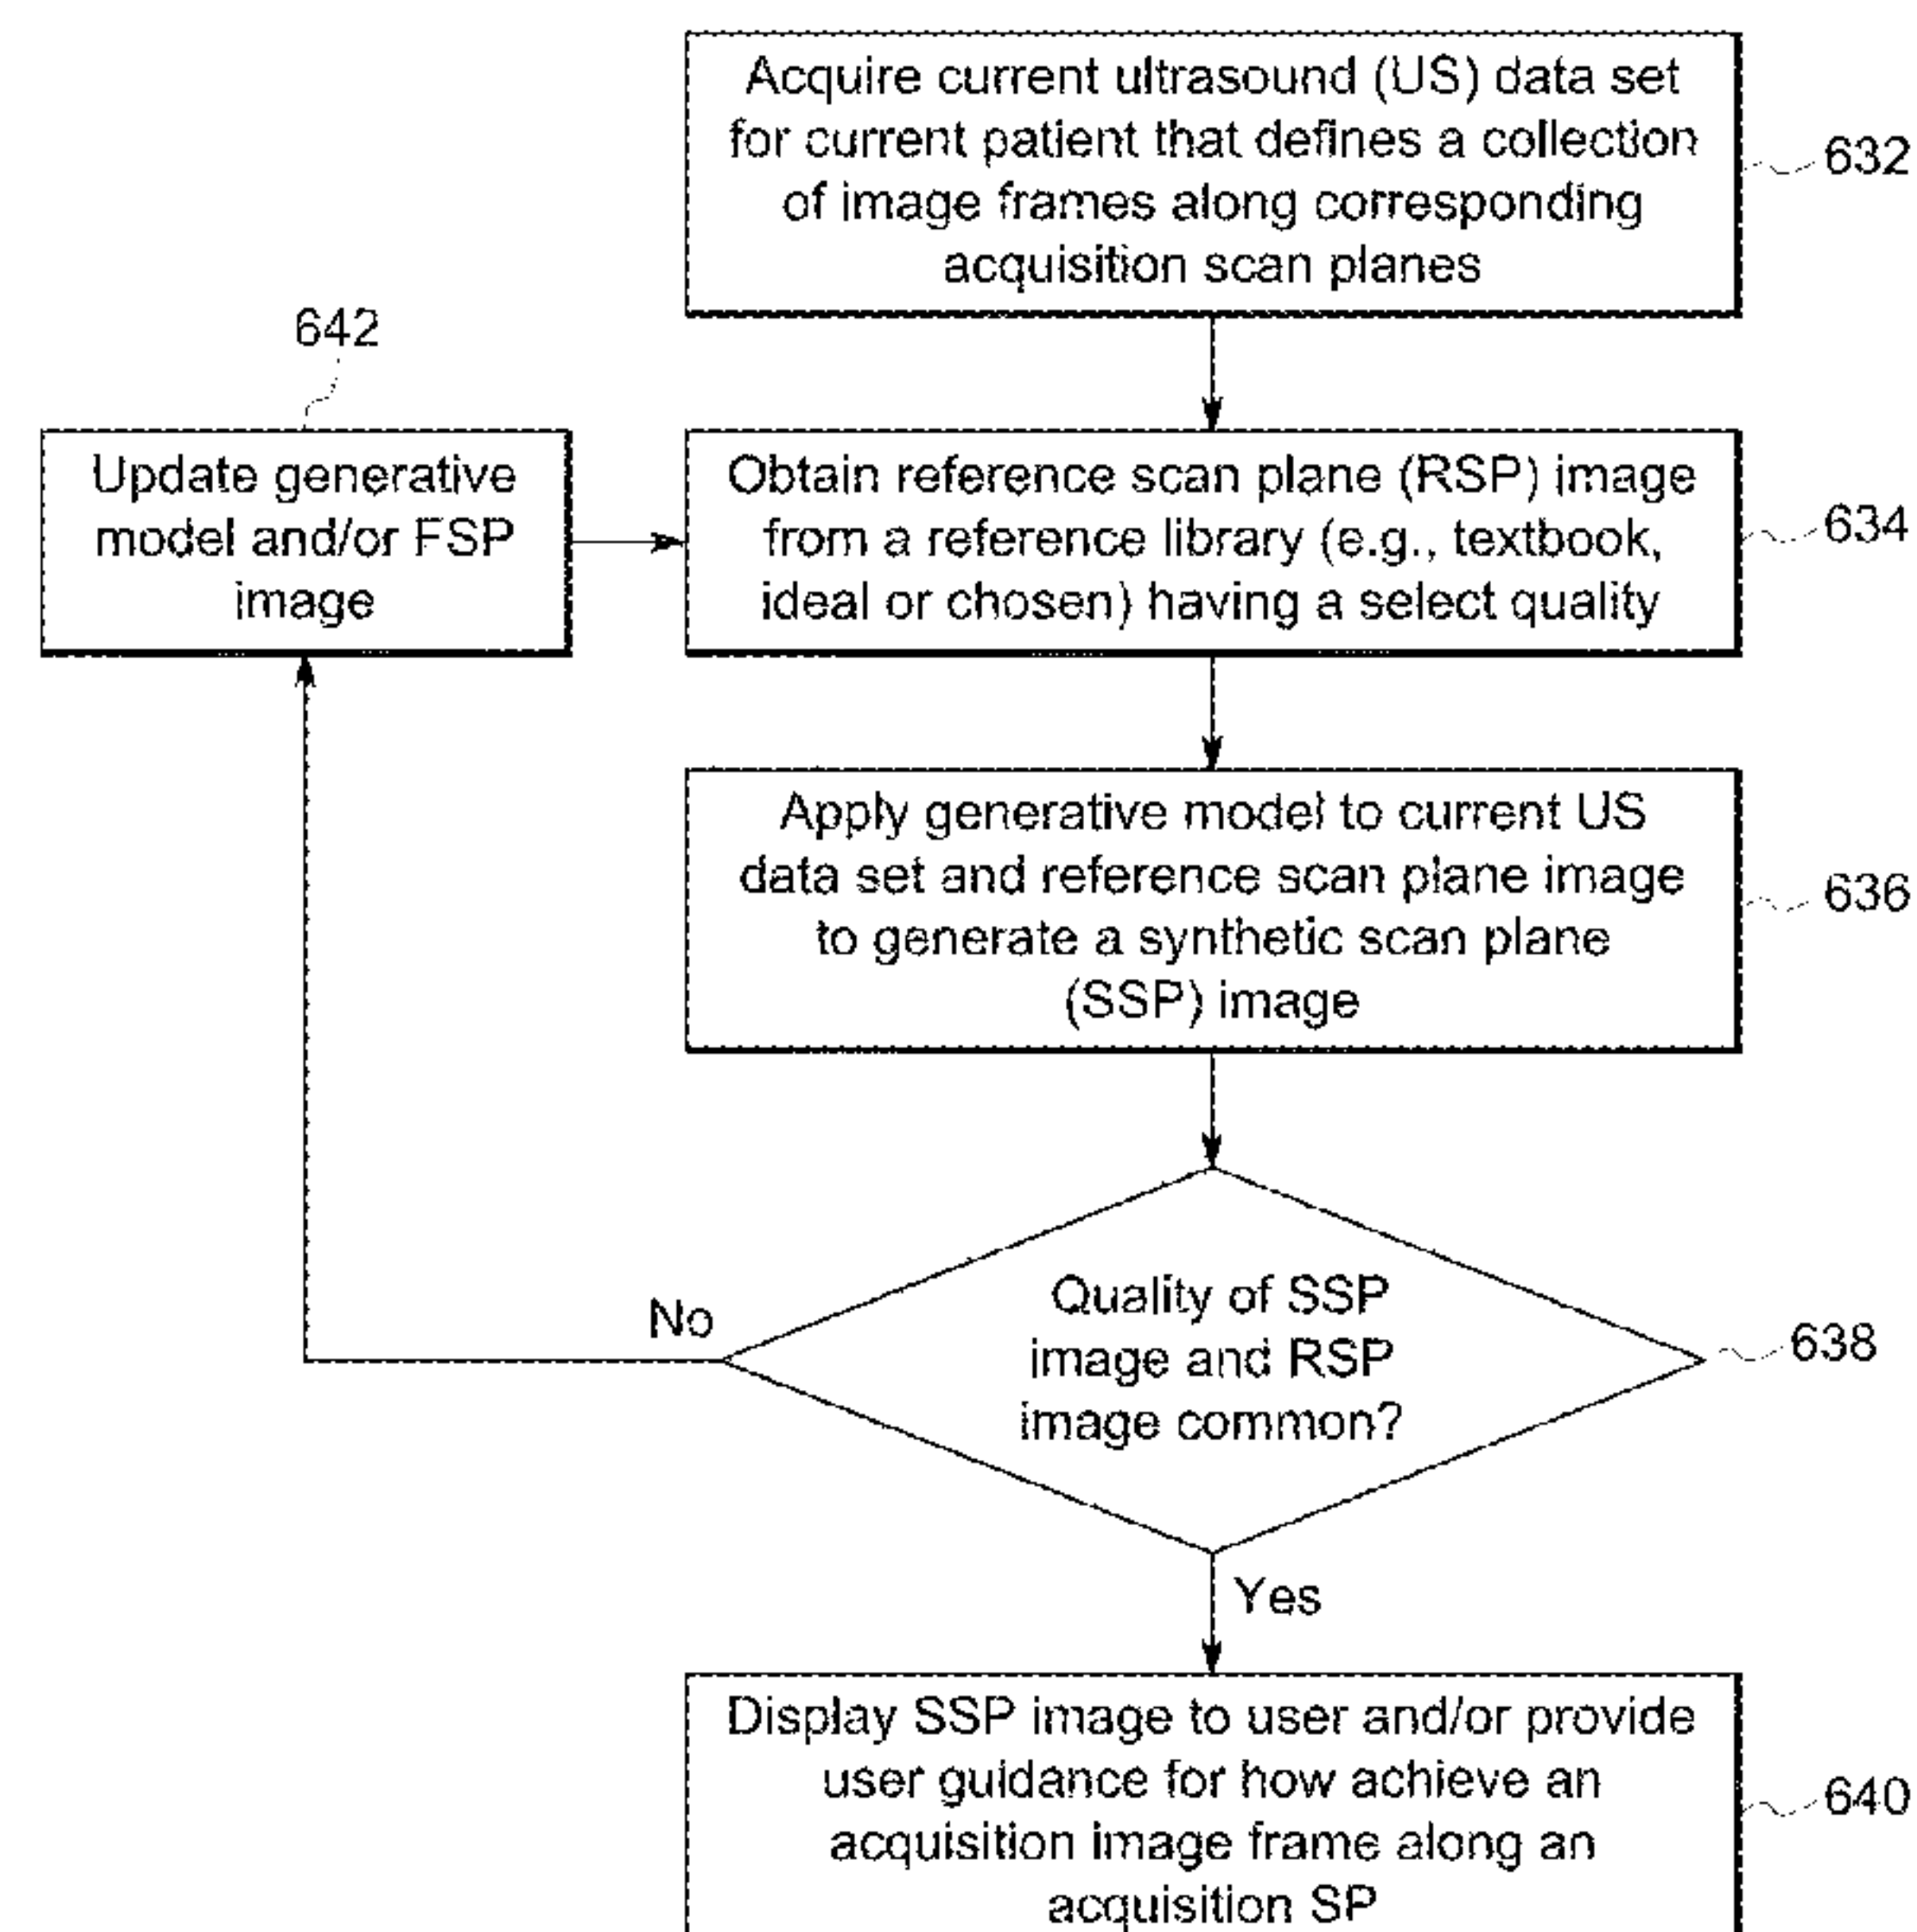 Acquire current ultrasound (US) data set
for current patient that defines a collection
of image frames along corresponding
acquisition scan planes
632
642
Update generative
model and/or FSP
image
Obtain reference scan plane (RSP) image
from a reference library (e.g., textbook,
ideal or chosen) having a select quality
634
Apply generative model to current US
data set and reference scan plane image
to generate a synthetic scan plane
(SSP) image
636
Quality of SSP
image and RSP
image common?
638
No
Yes
Display SSP image to user and/or provide
user guidance for how achieve an
acquisition image frame along an
acquisition SP
640